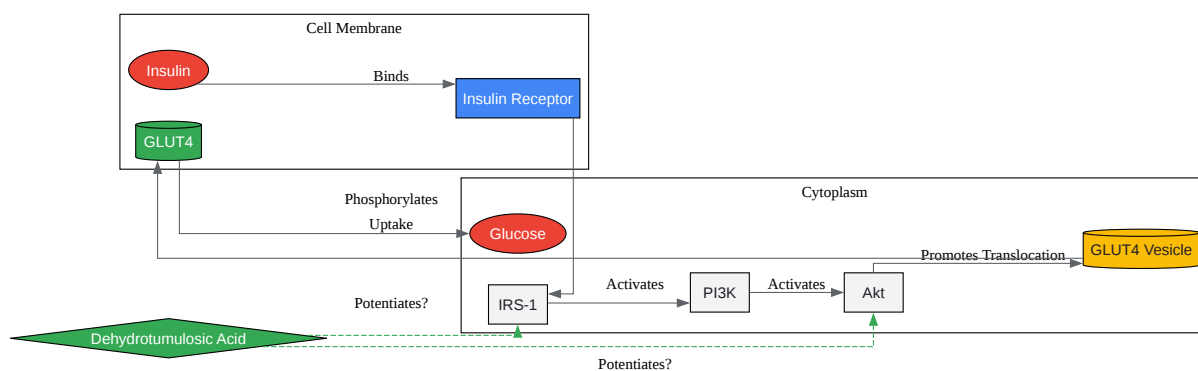 Cell Membrane
Insulin
Binds
Insulin Receptor
GLUT4
Phosphorylates
Uptake
Cytoplasm
Glucose
Promotes Translocation
GLUT4 Vesicle
IRS-1
Activates
PI3K
Activates
Akt
Potentiates?
Dehydrotumulosic Acid
Potentiates?